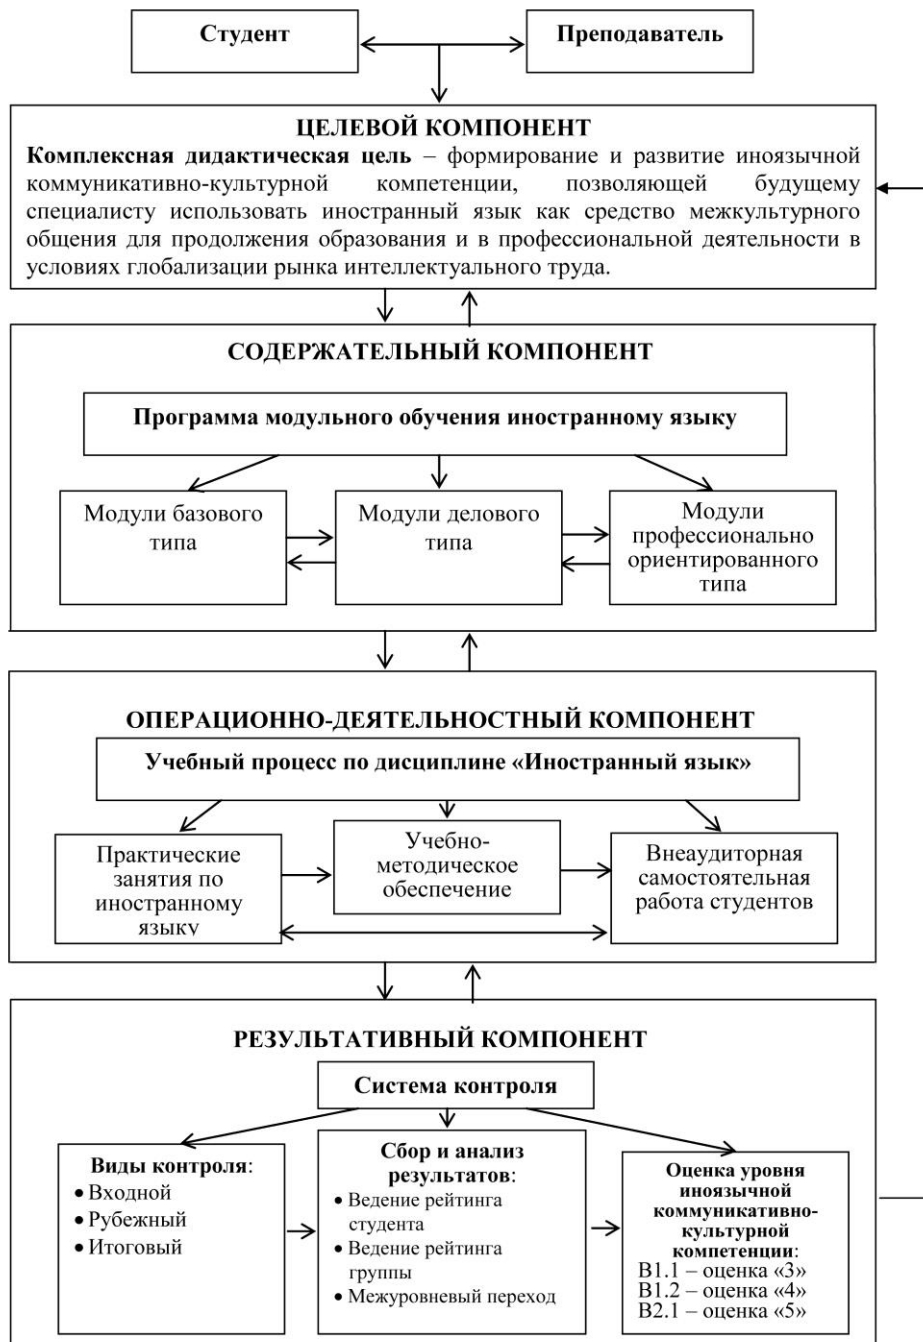 Студент
Преподаватель
ЦЕЛЕВОЙ КОМПОНЕНТ
Комплексная дидактическая цель – формирование и развитие иноязычной
коммуникативно-культурной компетенции, позволяющей будущему
специалисту использовать иностранный язык как средство межкультурного
общения для продолжения образования и в профессиональной деятельности в
условиях глобализации рынка интеллектуального труда.
СОДЕРЖАТЕЛЬНЫЙ КОМПОНЕНТ
Программа модульного обучения иностранному языку
Модули базового
типа
Модули делового
типа
Модули
профессионально
ориентированного
типа
ОПЕРАЦИОННО-ДЕЯТЕЛЬНОСТНЫЙ КОМПОНЕНТ
Учебный процесс по дисциплине «Иностранный язык»
Практические
занятия по
иностранному
языку
Учебно-
методическое
обеспечение
Внеаудиторная
самостоятельная
работа студентов
РЕЗУЛЬТАТИВНЫЙ КОМПОНЕНТ
Система контроля
Виды контроля:
• Входной
• Рубежный
• Итоговый
Сбор и анализ
результатов:
• Ведение рейтинга
студента
• Ведение рейтинга
группы
• Межуровневый переход
Оценка уровня
иноязычной
коммуникативно-
культурной
компетенции:
В1.1 – оценка «3»
В1.2 – оценка «4»
В2.1 – оценка «5»